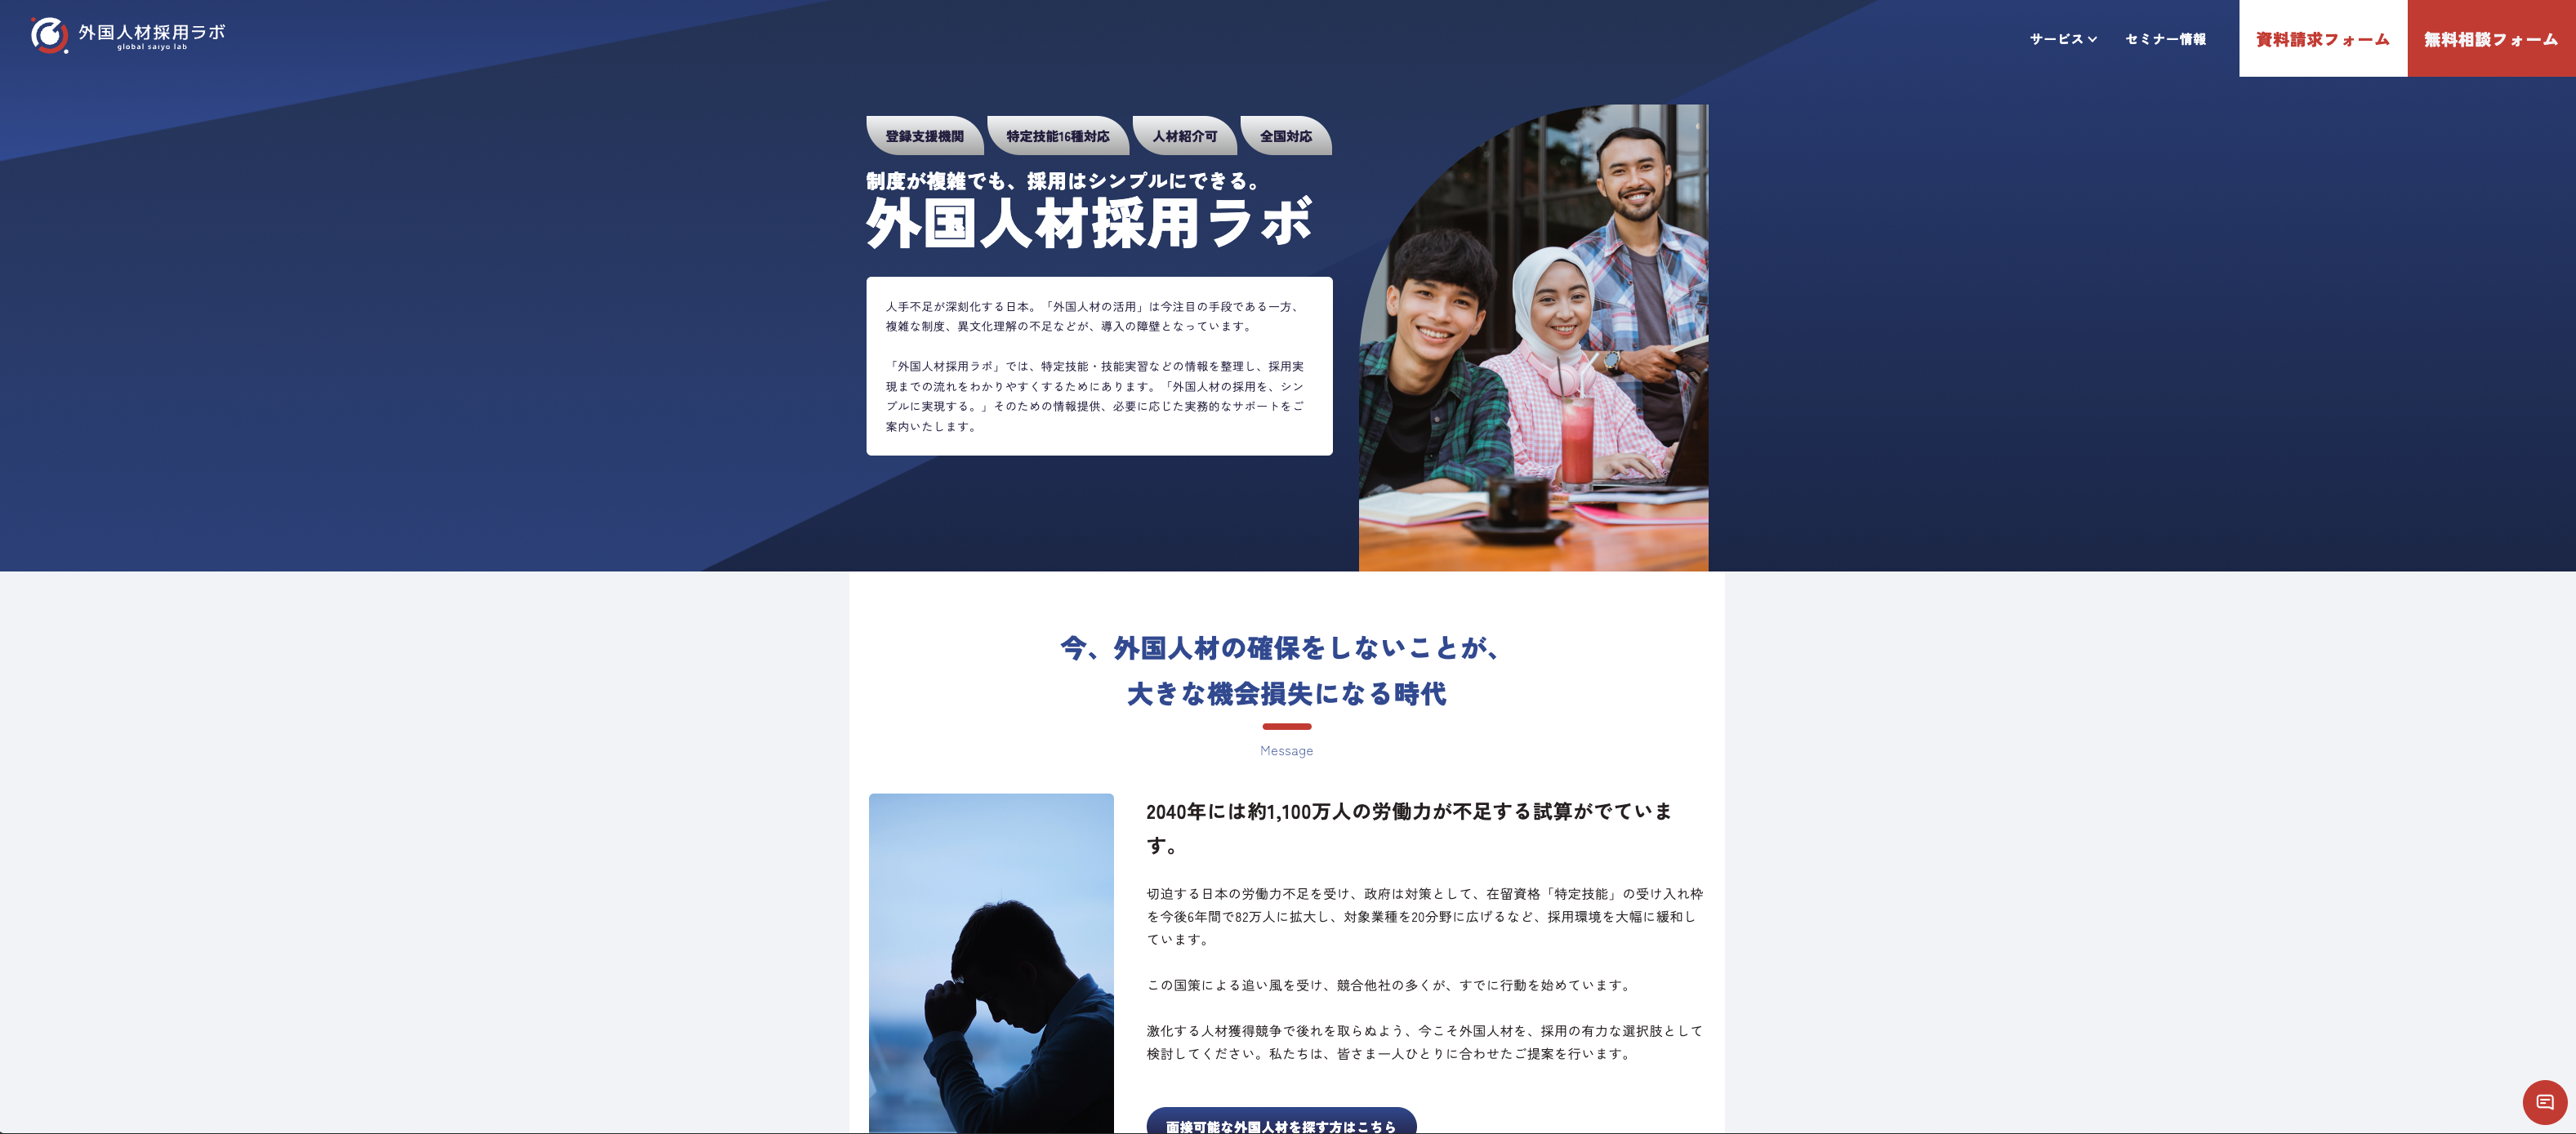 外国人材採用ラボ
global saiyo lab
サービス
セミナー情報
資料請求フォーム
無料相談フォーム
登録支援機関
特定技能16種対応
人材紹介可
全国対応
制度が複雑でも、採用はシンプルにできる。
外国人材採用ラボ
人手不足が深刻化する日本。「外国人材の活用」は今注目の手段である一方、
複雑な制度、異文化理解の不足などが、導入の障壁となっています。
「外国人材採用ラボ」では、特定技能・技能実習などの情報を整理し、採用実
現までの流れをわかりやすくするためにあります。「外国人材の採用を、シン
プルに実現する。」そのための情報提供、必要に応じた実務的なサポートをご
案内いたします。
今、外国人材の確保をしないことが、
大きな機会損失になる時代
Message
2040年には約1,100万人の労働力が不足する試算がでていま
す。
切迫する日本の労働力不足を受け、政府は対策として、在留資格「特定技能」の受け入れ枠
を今後6年間で82万人に拡大し、対象業種を20分野に広げるなど、採用環境を大幅に緩和し
ています。
この国策による追い風を受け、競合他社の多くが、すでに行動を始めています。
激化する人材獲得競争で後れを取らぬよう、今こそ外国人材を、採用の有力な選択肢として
検討してください。私たちは、皆さま一人ひとりに合わせたご提案を行います。
面接可能な外国人材を探す方はこちら